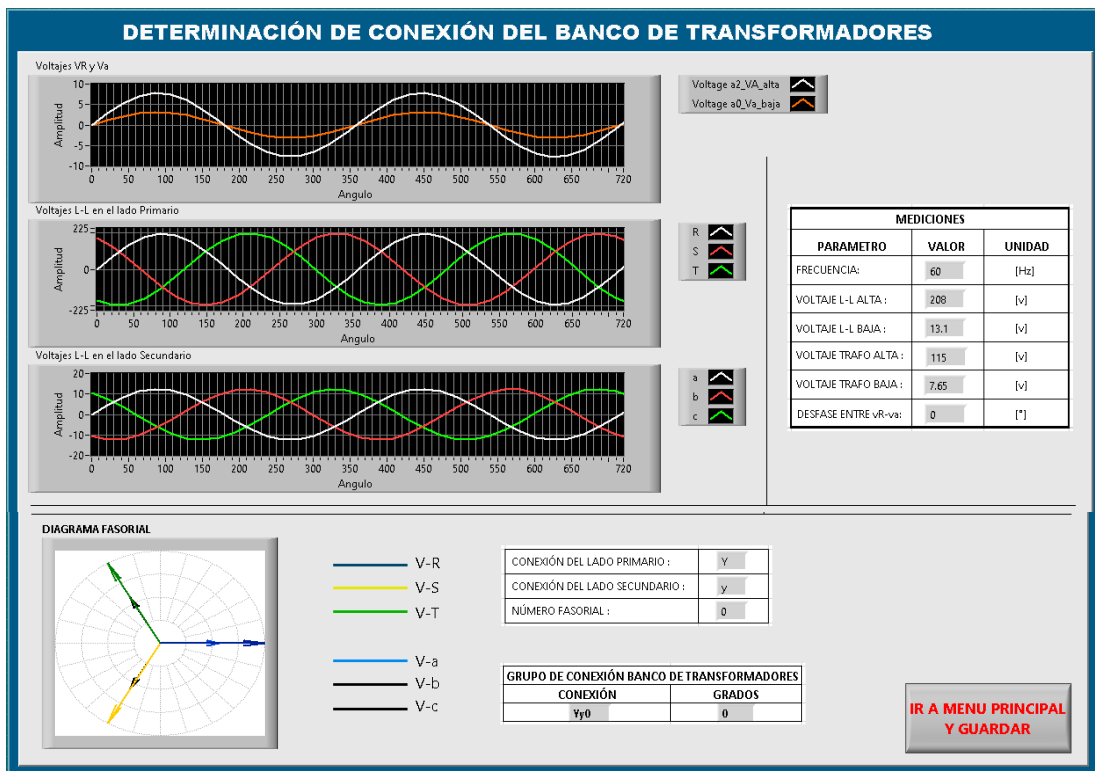 DETERMINACIÓN DE CONEXIÓN DEL BANCO DE TRANSFORMADORES
Voltajes VR y Va
Amplitud
10
5
0
-5
-10
0 50 100 150 200 250 300 350 400 450 500 550 600 650 720
Angulo
Voltage a2_VA_alta
Voltage a0_Va_baja
Voltajes L-L en el lado Primario
Amplitud
225
0
-225
0 50 100 150 200 250 300 350 400 450 500 550 600 650 720
Angulo
R
S
T
Voltajes L-L en el lado Secundario
Amplitud
20
10
0
-10
-20
0 50 100 150 200 250 300 350 400 450 500 550 600 650 720
Angulo
a
b
c
MEDICIONES
PARAMETRO VALOR UNIDAD
FRECUENCIA: 60 [Hz]
VOLTAJE L-L ALTA : 208 [v]
VOLTAJE L-L BAJA : 13.1 [v]
VOLTAJE TRAFO ALTA : 115 [v]
VOLTAJE TRAFO BAJA : 7.65 [v]
DESFASE ENTRE vR-va: 0 [°]
DIAGRAMA FASORIAL
V-R
V-S
V-T
V-a
V-b
V-c
CONEXIÓN DEL LADO PRIMARIO : Y
CONEXIÓN DEL LADO SECUNDARIO : y
NÚMERO FASORIAL : 0
GRUPO DE CONEXIÓN BANCO DE TRANSFORMADORES
CONEXIÓN GRADOS
Yy0 0
IR A MENU PRINCIPAL
Y GUARDAR